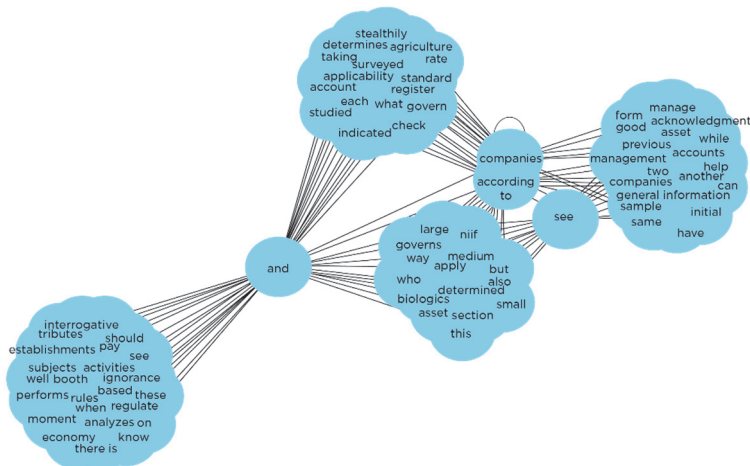 stealthily
determines agriculture
taking rate
surveyed
applicability standard
account register
each what govern
studied
indicated check
companies
according
to
see
form manage
good acknowledgment
asset while
previous
management accounts
two help
companies another
can
general information
sample initial
same
have
and
large niif
governs
way medium
apply but
who also
determined
biologics small
asset section
this
interrogative
tributes should
establishments pay
see
subjects activities
well booth ignorance
performs based these
rules
when regulate
moment analyzes on
economy know
there is